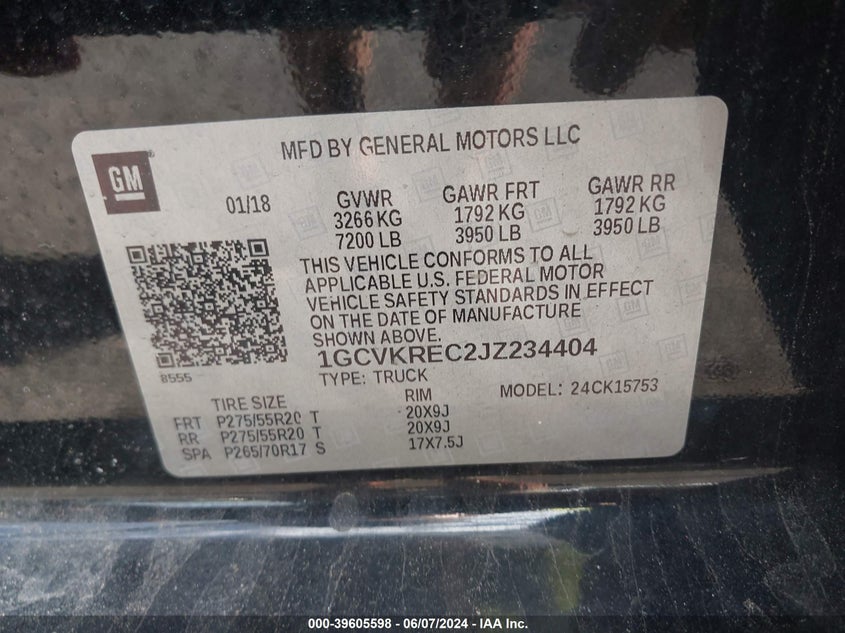 MFD BY GENERAL MOTORS LLC
GM
01/18
GVWR GAWR FRT GAWR RR
3266 KG 1792 KG 1792 KG
7200 LB 3950 LB 3950 LB
THIS VEHICLE CONFORMS TO ALL
APPLICABLE U.S. FEDERAL MOTOR
VEHICLE SAFETY STANDARDS IN EFFECT
ON THE DATE OF MANUFACTURE
SHOWN ABOVE.
1GCVKREC2JZ234404
8555
TYPE: TRUCK
MODEL: 24CK15753
TIRE SIZE RIM
FRT P275/55R20 T 20X9J
RR P275/55R20 T 20X9J
SPA P265/70R17 S 17X7.5J
000-39605598 - 06/07/2024 - IAA Inc.